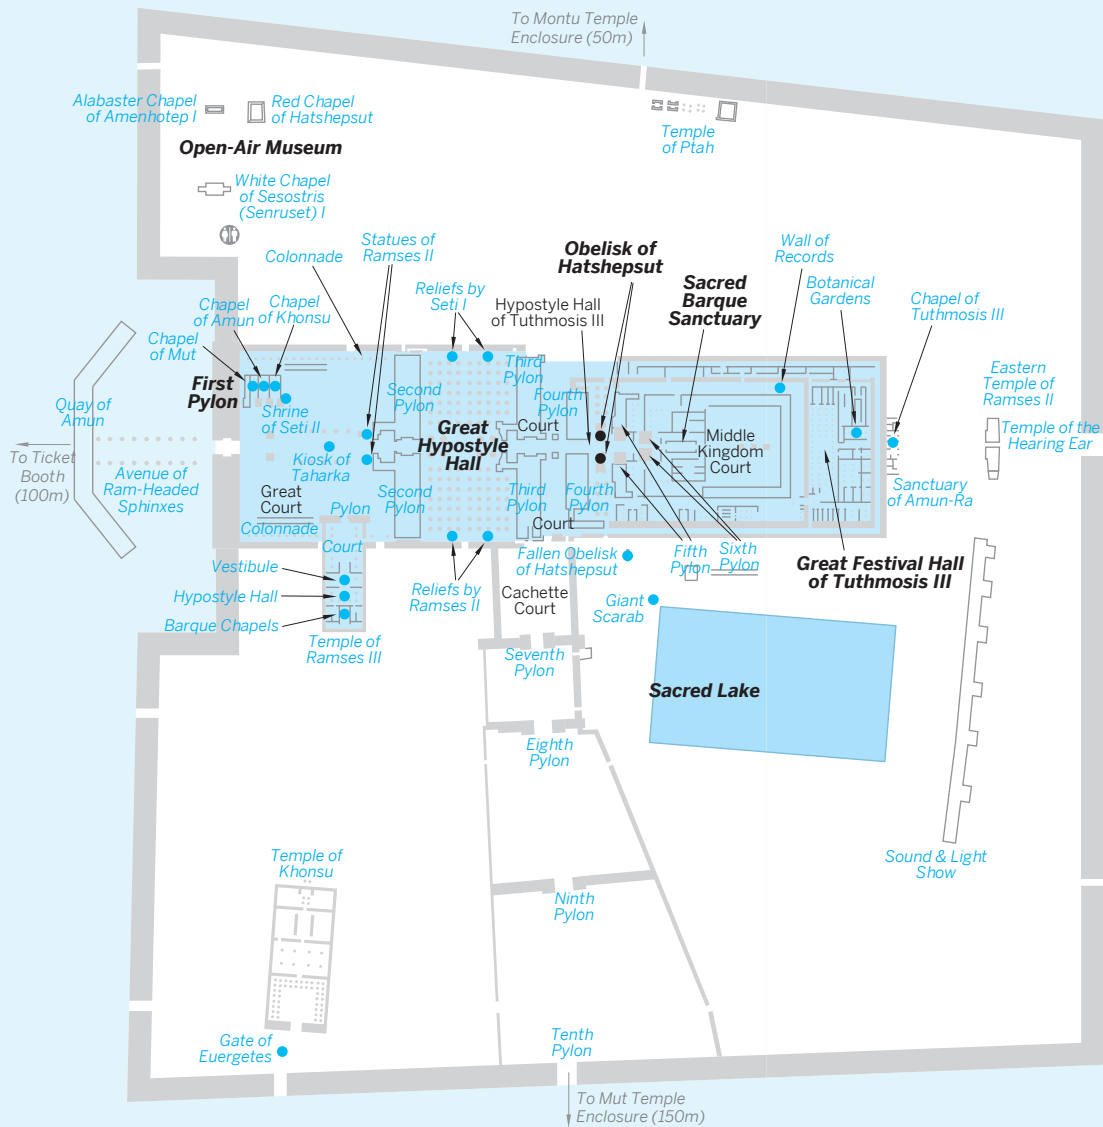 To Montu Temple
Enclosure (50m)
Alabaster Chapel
of Amenhotep I
Red Chapel
of Hatshepsut
Temple
of Ptah
Open-Air Museum
White Chapel
of Sesostris
(Senruset) I
Colonnade
Statues of
Ramses II
Reliefs by
Seti I
Obelisk of
Hatshepsut
Hypostyle Hall
of Tuthmosis III
Sacred
Barque
Sanctuary
Wall of
Records
Botanical
Gardens
Chapel of
Tuthmosis III
Chapel
of Amun
Chapel
of Khonsu
Chapel
of Mut
First
Pylon
Shrine
of Seti II
Second
Pylon
Third
Pylon
Fourth
Pylon
Court
Eastern
Temple of
Ramses II
Quay of
Amun
Great
Hypostyle
Hall
Middle
Kingdom
Court
Temple of the
Hearing Ear
To Ticket
Booth
(100m)
Avenue of
Ram-Headed
Sphinxes
Kiosk of
Taharka
Great
Court
Colonnade
Pylon
Second
Pylon
Third
Pylon
Fourth
Pylon
Court
Sanctuary
of Amun-Ra
Court
Vestibule
Hypostyle Hall
Barque Chapels
Temple of
Ramses III
Reliefs by
Ramses II
Fallen Obelisk
of Hatshepsut
Fifth
Pylon
Sixth
Pylon
Great Festival Hall
of Tuthmosis III
Cachette
Court
Giant
Scarab
Seventh
Pylon
Sacred Lake
Eighth
Pylon
Temple of
Khonsu
Sound & Light
Show
Ninth
Pylon
Gate of
Euergetes
Tenth
Pylon
To Mut Temple
Enclosure (150m)